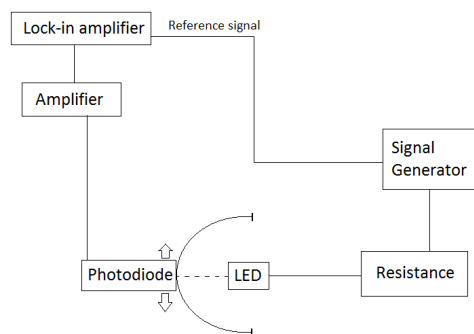 Lock-in amplifier
Reference signal
Amplifier
Signal
Generator
Photodiode
LED
Resistance